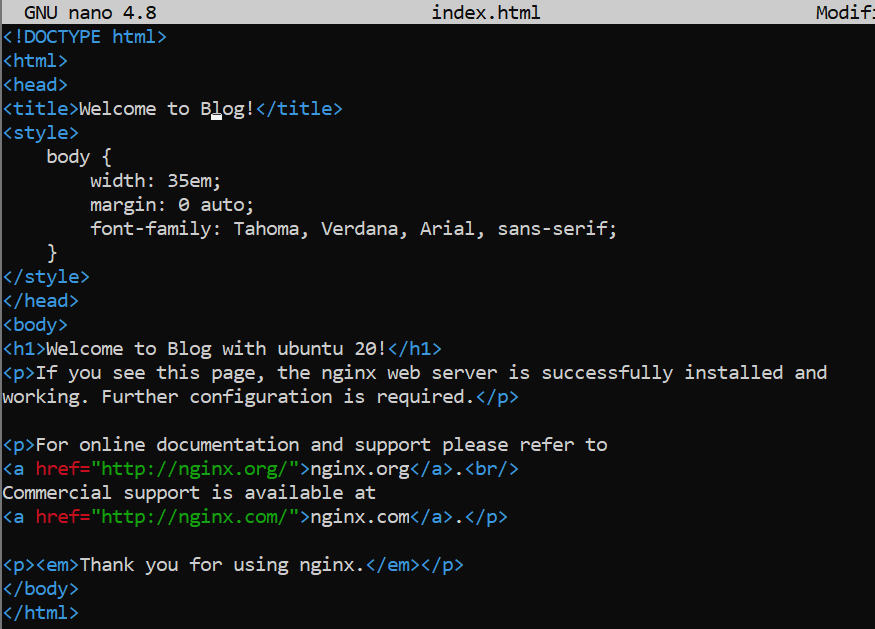 GNU nano 4.8 index.html Modifi
<!DOCTYPE html>
<html>
<head>
<title>Welcome to Blog!</title>
<style>
    body {
        width: 35em;
        margin: 0 auto;
        font-family: Tahoma, Verdana, Arial, sans-serif;
    }
</style>
</head>
<body>
<h1>Welcome to Blog with ubuntu 20!</h1>
<p>If you see this page, the nginx web server is successfully installed and
working. Further configuration is required.</p>

<p>For online documentation and support please refer to
<a href="http://nginx.org/">nginx.org</a>.<br/>
Commercial support is available at
<a href="http://nginx.com/">nginx.com</a>.</p>

<p><em>Thank you for using nginx.</em></p>
</body>
</html>